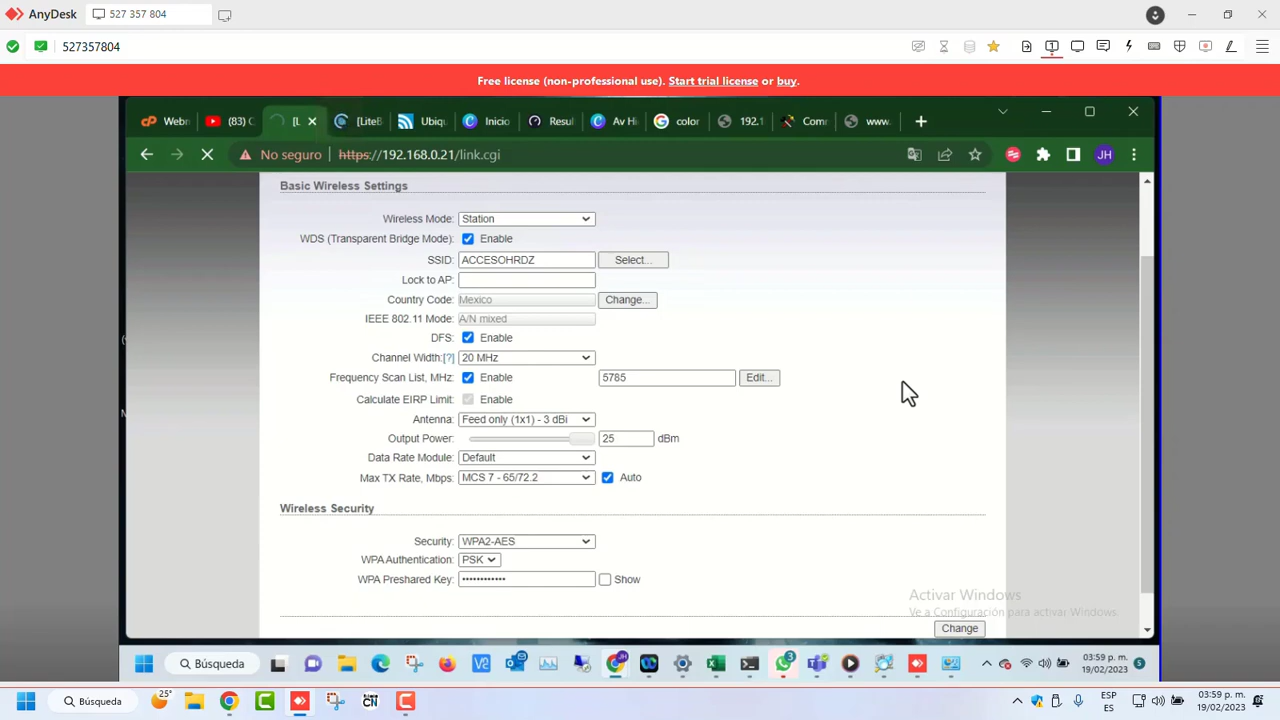 AnyDesk
527 357 804
527357804
Free license (non-professional use). Start trial license or buy.
Webn
(83) C
[L
[LiteB
Ubiqu
Inicio
Resul
Av Hi
color
192.1
Com
www.
No seguro
https://192.168.0.21/link.cgi
JH
Basic Wireless Settings
Wireless Mode: Station
WDS (Transparent Bridge Mode): Enable
SSID: ACCESOHRDZ Select...
Lock to AP:
Country Code: Mexico Change...
IEEE 802.11 Mode: A/N mixed
DFS: Enable
Channel Width:[?] 20 MHz
Frequency Scan List, MHz: Enable 5785 Edit...
Calculate EIRP Limit: Enable
Antenna: Feed only (1x1) - 3 dBi
Output Power: 25 dBm
Data Rate Module: Default
Max TX Rate, Mbps: MCS 7 - 65/72.2 Auto
Wireless Security
Security: WPA2-AES
WPA Authentication: PSK
WPA Preshared Key: •••••••••••• Show
Activar Windows
Ve a Configuración para activar Windows.
Change
Búsqueda
03:59 p. m.
19/02/2023
25°
Búsqueda
ESP
ES
03:59 p. m.
19/02/2023